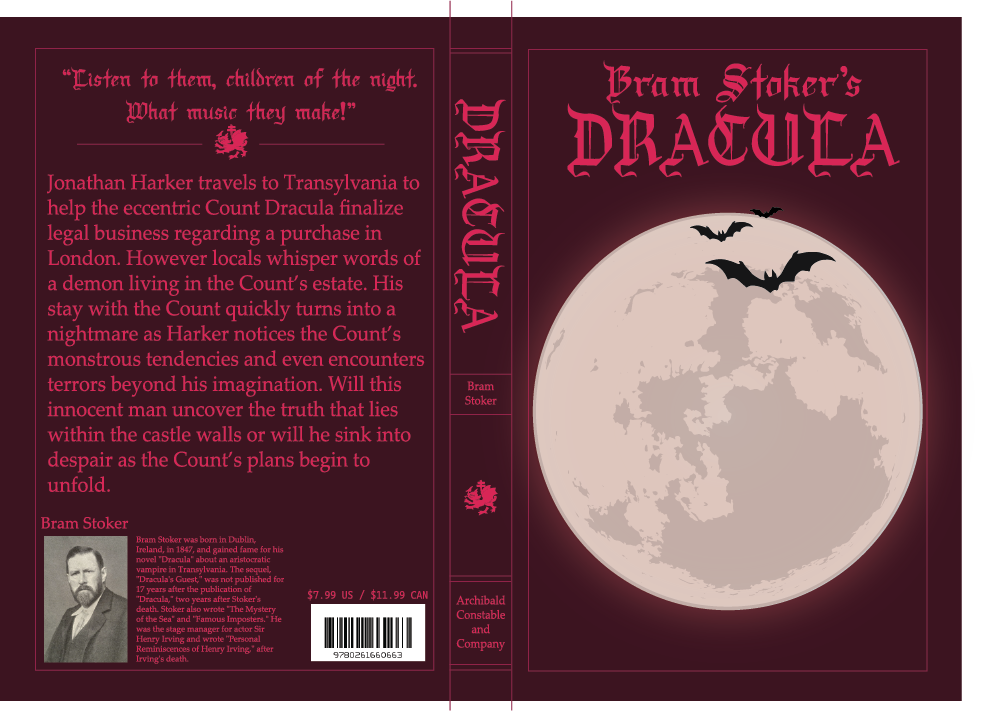 “Listen to them, children of the night.
What music they make!”
Jonathan Harker travels to Transylvania to
help the eccentric Count Dracula finalize
legal business regarding a purchase in
London. However locals whisper words of
a demon living in the Count’s estate. His
stay with the Count quickly turns into a
nightmare as Harker notices the Count’s
monstrous tendencies and even encounters
terrors beyond his imagination. Will this
innocent man uncover the truth that lies
within the castle walls or will he sink into
despair as the Count’s plans begin to
unfold.
Bram Stoker
Bram Stoker was born in Dublin,
Ireland, in 1847, and gained fame for his
novel "Dracula" about an aristocratic
vampire in Transylvania. The sequel,
"Dracula's Guest," was not published for
17 years after the publication of
"Dracula," two years after Stoker's
death. Stoker also wrote "The Mystery
of the Sea" and "Famous Imposters." He
was the stage manager for actor Sir
Henry Irving and wrote "Personal
Reminiscences of Henry Irving," after
Irving's death.
$7.99 US / $11.99 CAN
9780261660663
DRACULA
Bram
Stoker
Archibald
Constable
and
Company
Bram Stoker’s
DRACULA